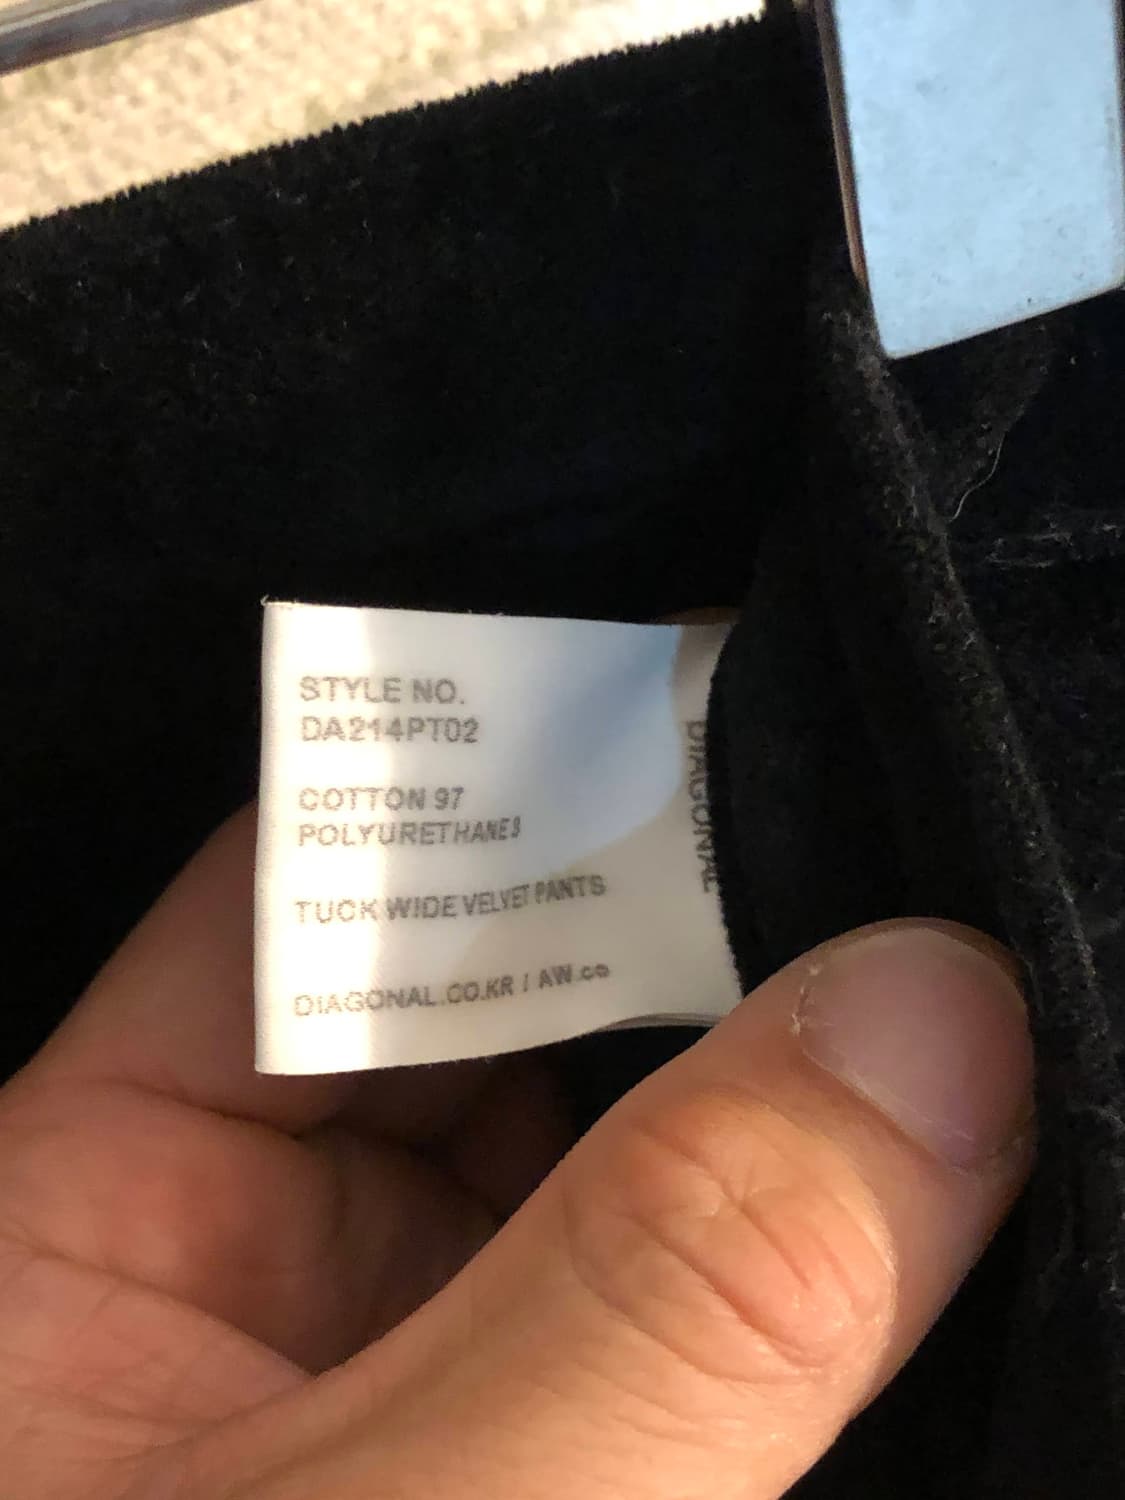 STYLE NO.
DA214PT02
COTTON 97
POLYURETHANE 3
TUCK WIDE VELVET PANTS
DIAGONAL.CO.KR / AW.co
DIAGONAL